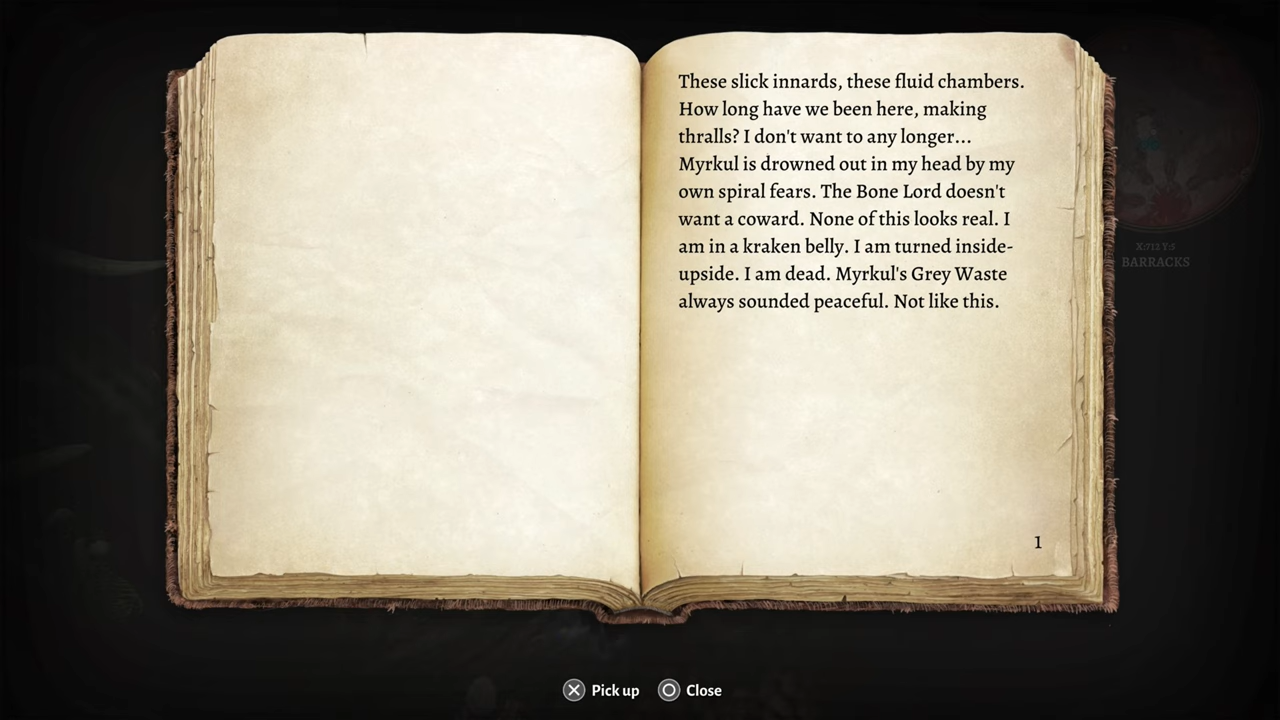 These slick innards, these fluid chambers.
How long have we been here, making
thralls? I don't want to any longer...
Myrkul is drowned out in my head by my
own spiral fears. The Bone Lord doesn't
want a coward. None of this looks real. I
am in a kraken belly. I am turned inside-
upside. I am dead. Myrkul's Grey Waste
always sounded peaceful. Not like this.
1
X:712 Y:5
BARRACKS
Pick up
Close